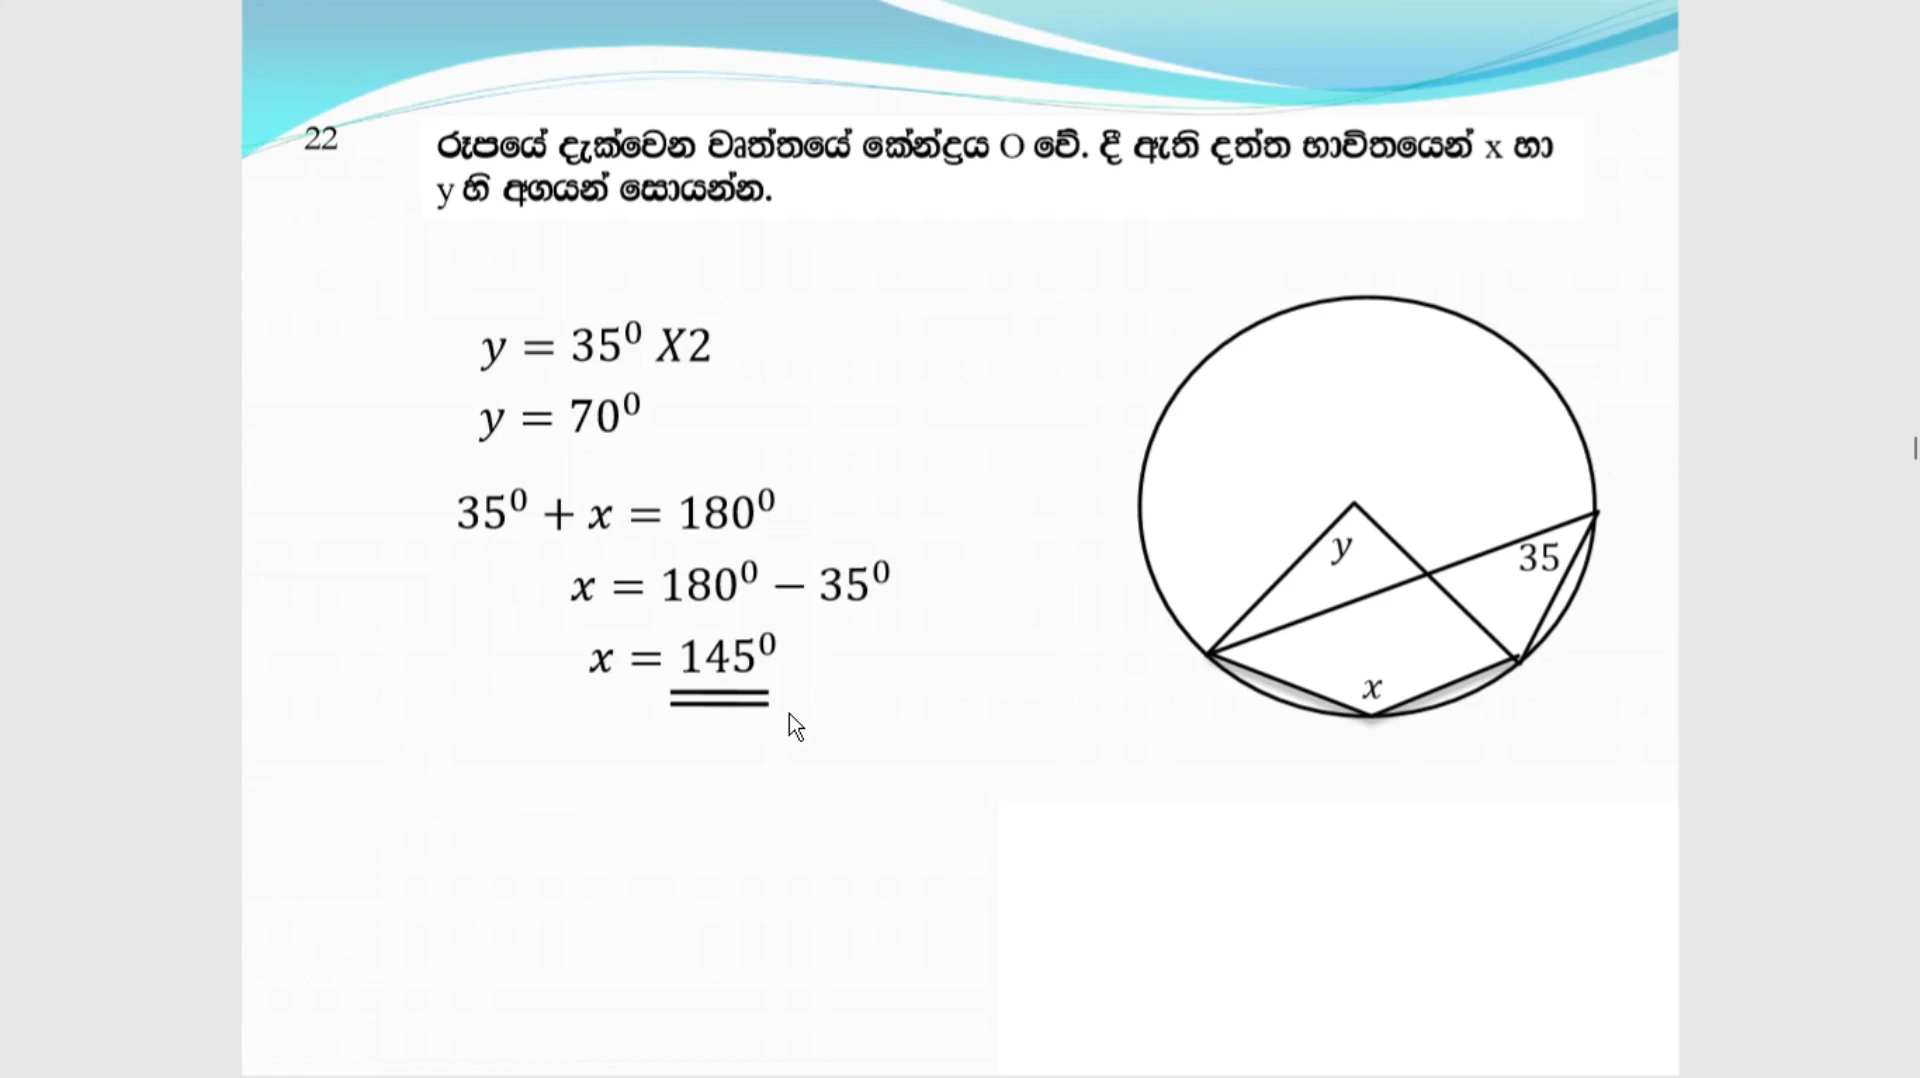 22
රූපයේ දැක්වෙන වෘත්තයේ කේන්ද්‍රය O වේ. දී ඇති දත්ත භාවිතයෙන් x හා
y හි අගයන් සොයන්න.
y = 35⁰ X2
y = 70⁰
35⁰ + x = 180⁰
x = 180⁰ − 35⁰
x = 145⁰
y
35
x